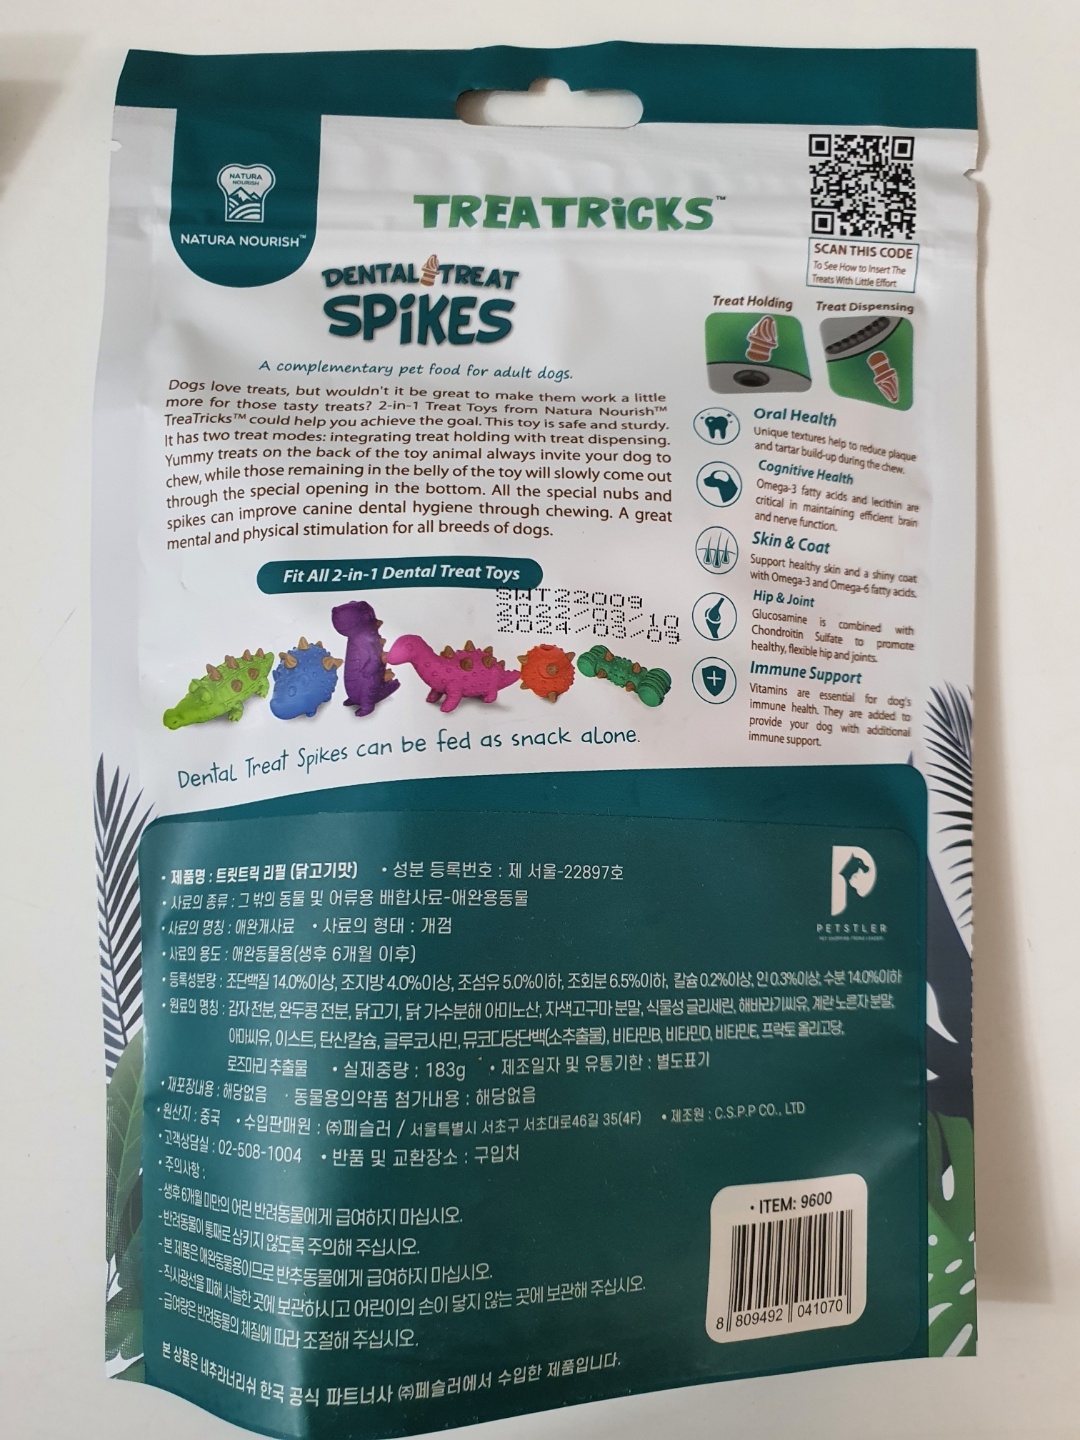 NATURA
NOURISH
NATURA NOURISH™
TREATRiCKS™
SCAN THIS CODE
To See How to Insert The
Treats With Little Effort
DENTAL TREAT
SPiKES
Treat Holding
Treat Dispensing
A complementary pet food for adult dogs.
Dogs love treats, but wouldn't it be great to make them work a little
more for those tasty treats? 2-in-1 Treat Toys from Natura Nourish™
TreaTricks™ could help you achieve the goal. This toy is safe and sturdy.
It has two treat modes: integrating treat holding with treat dispensing.
Yummy treats on the back of the toy animal always invite your dog to
chew, while those remaining in the belly of the toy will slowly come out
through the special opening in the bottom. All the special nubs and
spikes can improve canine dental hygiene through chewing. A great
mental and physical stimulation for all breeds of dogs.
Oral Health
Unique textures help to reduce plaque
and tartar build-up during the chew.
Cognitive Health
Omega-3 fatty acids and lecithin are
critical in maintaining efficient brain
and nerve function.
Skin & Coat
Support healthy skin and a shiny coat
with Omega-3 and Omega-6 fatty acids.
Hip & Joint
Glucosamine is combined with
Chondroitin Sulfate to promote
healthy, flexible hip and joints.
Immune Support
Vitamins are essential for dog's
immune health. They are added to
provide your dog with additional
immune support.
Fit All 2-in-1 Dental Treat Toys
SWT22009
2022/03/10
2024/03/09
Dental Treat Spikes can be fed as snack alone.
• 제품명 : 트릿트릭 리필 (닭고기맛) • 성분 등록번호 : 제 서울-22897호
• 사료의 종류 : 그 밖의 동물 및 어류용 배합사료-애완용동물
• 사료의 명칭 : 애완개사료 • 사료의 형태 : 개껌
• 사료의 용도 : 애완동물용(생후 6개월 이후)
• 등록성분량 : 조단백질 14.0%이상, 조지방 4.0%이상, 조섬유 5.0%이하, 조회분 6.5%이하, 칼슘 0.2%이상, 인 0.3%이상, 수분 14.0%이하
• 원료의 명칭 : 감자 전분, 완두콩 전분, 닭고기, 닭 가수분해 아미노산, 자색고구마 분말, 식물성 글리세린, 해바라기씨유, 계란 노른자 분말,
아마씨유, 이스트, 탄산칼슘, 글루코사민, 뮤코다당단백(소추출물), 비타민B, 비타민D, 비타민E, 프락토 올리고당,
로즈마리 추출물 • 실제중량 : 183g • 제조일자 및 유통기한 : 별도표기
• 재포장내용 : 해당없음 • 동물용의약품 첨가내용 : 해당없음
• 원산지 : 중국 • 수입판매원 : ㈜페슬러 / 서울특별시 서초구 서초대로46길 35(4F) • 제조원 : C.S.P.P CO., LTD
• 고객상담실 : 02-508-1004 • 반품 및 교환장소 : 구입처
• 주의사항 :
- 생후 6개월 미만의 어린 반려동물에게 급여하지 마십시오.
- 반려동물이 통째로 삼키지 않도록 주의해 주십시오.
- 본 제품은 애완동물용이므로 반추동물에게 급여하지 마십시오.
- 직사광선을 피해 서늘한 곳에 보관하시고 어린이의 손이 닿지 않는 곳에 보관해 주십시오.
- 급여량은 반려동물의 체질에 따라 조절해 주십시오.
본 상품은 네추라너리쉬 한국 공식 파트너사 ㈜페슬러에서 수입한 제품입니다.
PETSTLER
• ITEM: 9600
8 809492 041070